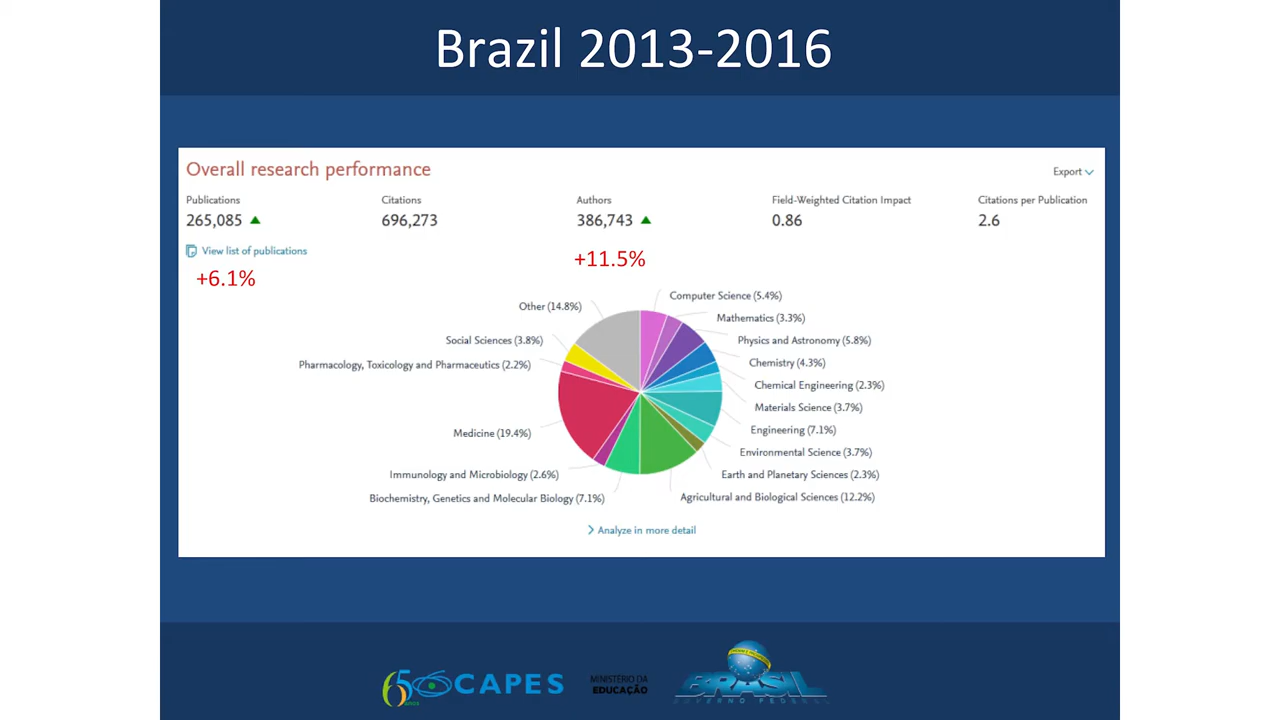 Brazil 2013-2016
Overall research performance
Export
Publications
265,085
Citations
696,273
Authors
386,743
Field-Weighted Citation Impact
0.86
Citations per Publication
2.6
View list of publications
+6.1%
+11.5%
Other (14.8%)
Computer Science (5.4%)
Mathematics (3.3%)
Social Sciences (3.8%)
Physics and Astronomy (5.8%)
Pharmacology, Toxicology and Pharmaceutics (2.2%)
Chemistry (4.3%)
Chemical Engineering (2.3%)
Materials Science (3.7%)
Medicine (19.4%)
Engineering (7.1%)
Environmental Science (3.7%)
Immunology and Microbiology (2.6%)
Earth and Planetary Sciences (2.3%)
Biochemistry, Genetics and Molecular Biology (7.1%)
Agricultural and Biological Sciences (12.2%)
Analyze in more detail
65
anos
CAPES
MINISTÉRIO DA
EDUCAÇÃO
BRASIL
GOVERNO FEDERAL